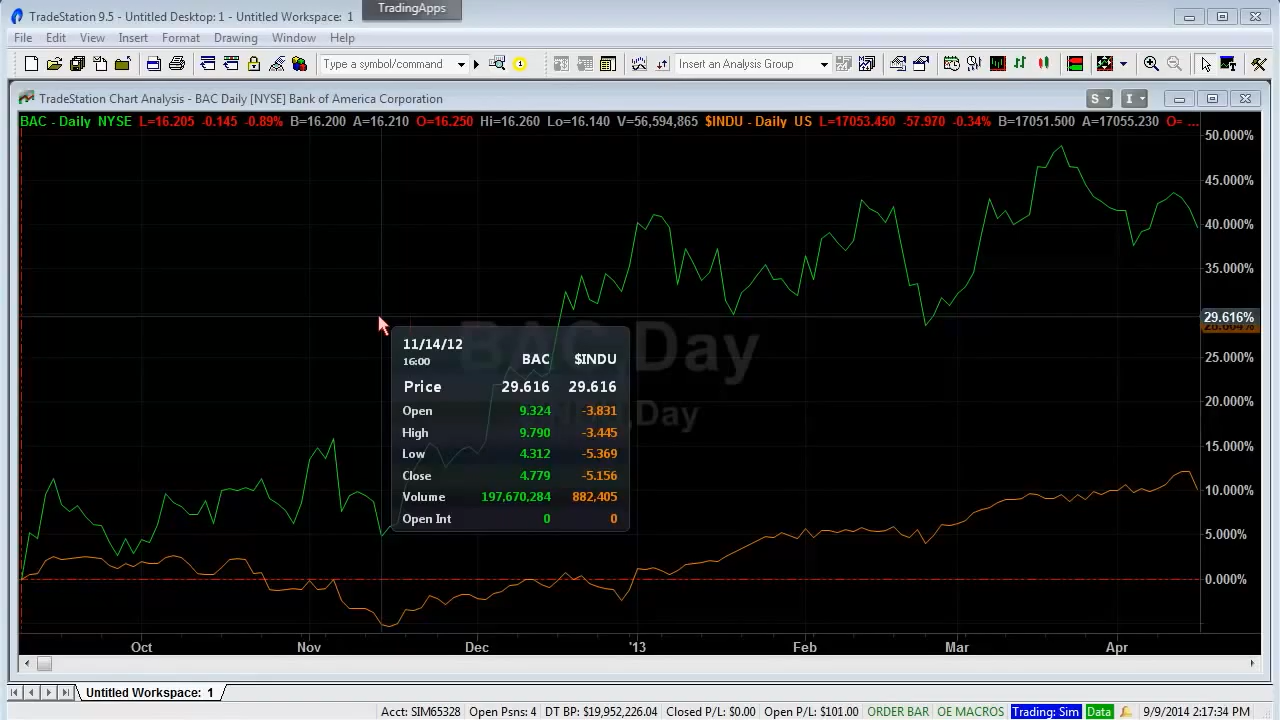 TradeStation 9.5 - Untitled Desktop: 1 - Untitled Workspace: 1
TradingApps
File Edit View Insert Format Drawing Window Help
Type a symbol/command
Insert an Analysis Group
TradeStation Chart Analysis - BAC Daily [NYSE] Bank of America Corporation
S I
BAC - Daily NYSE L=16.205 -0.145 -0.89% B=16.200 A=16.210 O=16.250 Hi=16.260 Lo=16.140 V=56,594,865 $INDU - Daily US L=17053.450 -57.970 -0.34% B=17051.500 A=17055.230 O= ...
50.000%
45.000%
40.000%
35.000%
29.616%
25.000%
20.000%
15.000%
10.000%
5.000%
0.000%
BAC, Day
Day
11/14/12
16:00 BAC $INDU
Price 29.616 29.616
Open 9.324 -3.831
High 9.790 -3.445
Low 4.312 -5.369
Close 4.779 -5.156
Volume 197,670,284 882,405
Open Int 0 0
Oct Nov Dec '13 Feb Mar Apr
Untitled Workspace: 1
Acct: SIM65328 Open Psns: 4 DT BP: $19,952,226.04 Closed P/L: $0.00 Open P/L: $101.00 ORDER BAR OE MACROS Trading: Sim Data 9/9/2014 2:17:34 PM